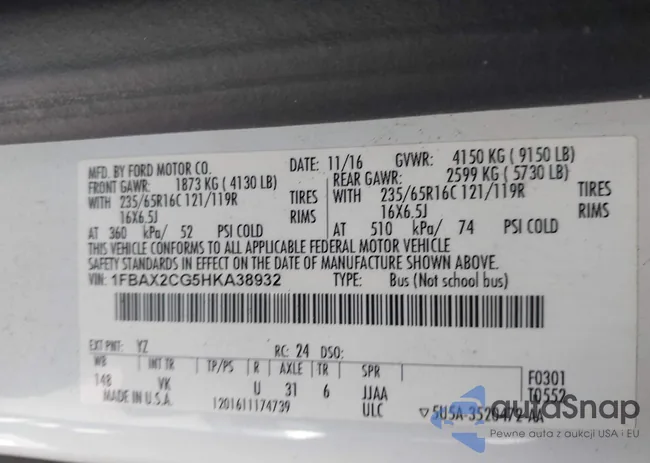 MFD. BY FORD MOTOR CO. DATE: 11/16 GVWR: 4150 KG ( 9150 LB)
FRONT GAWR: 1873 KG ( 4130 LB) REAR GAWR: 2599 KG ( 5730 LB)
WITH 235/65R16C 121/119R TIRES WITH 235/65R16C 121/119R TIRES
16X6.5J RIMS 16X6.5J RIMS
AT 360 kPa/ 52 PSI COLD AT 510 kPa/ 74 PSI COLD
THIS VEHICLE CONFORMS TO ALL APPLICABLE FEDERAL MOTOR VEHICLE
SAFETY STANDARDS IN EFFECT ON THE DATE OF MANUFACTURE SHOWN ABOVE.
VIN: 1FBAX2CG5HKA38932 TYPE: Bus (Not school bus)
EXT PNT: YZ RC: 24 DSO:
WB INT TR TP/PS R AXLE TR SPR F0301
148 VK U 31 6 JJAA T0552
MADE IN U.S.A. 1201611174739 ULC ▽5U5A-3520472-AA
autoSnap
Pewne auta z aukcji USA i EU